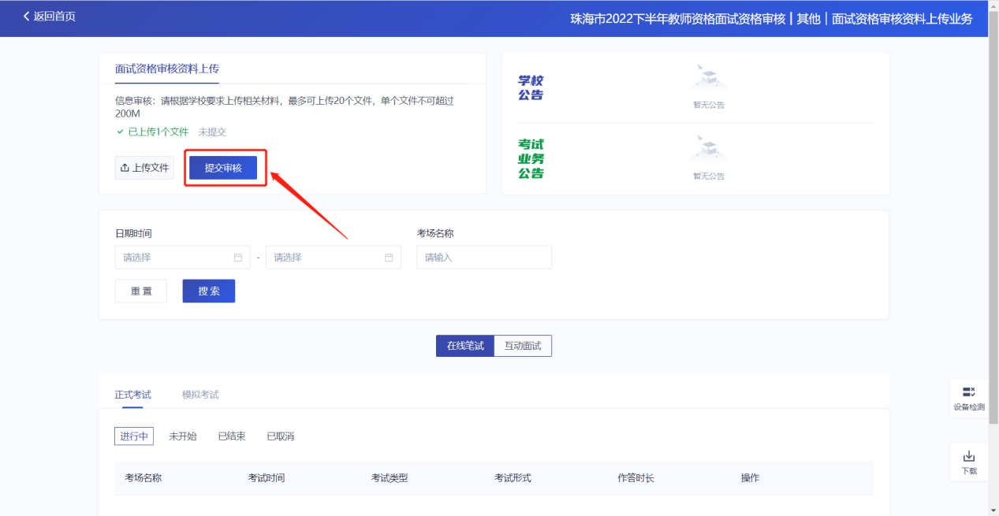 返回首页
珠海市2022下半年教师资格面试资格审核丨其他丨面试资格审核资料上传业务
面试资格审核资料上传
信息审核：请根据学校要求上传相关材料，最多可上传20个文件，单个文件不可超过
200M
已上传1个文件 未提交
上传文件 提交审核
学校
公告
暂无公告
考试
业务
公告
暂无公告
日期时间 考场名称
请选择 - 请选择 请输入
重 置 搜 索
在线笔试 互动面试
正式考试 模拟考试
进行中 未开始 已结束 已取消
考场名称 考试时间 考试类型 考试形式 作答时长 操作
设备检测
下载